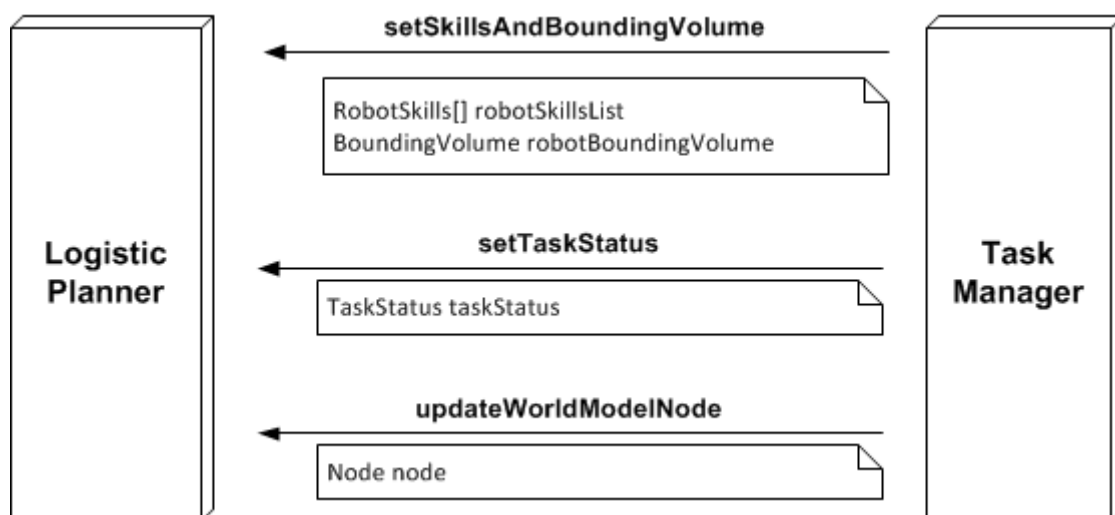 setSkillsAndBoundingVolume
RobotSkills[] robotSkillsList
BoundingVolume robotBoundingVolume
Logistic
Planner
setTaskStatus
TaskStatus taskStatus
Task
Manager
updateWorldModelNode
Node node